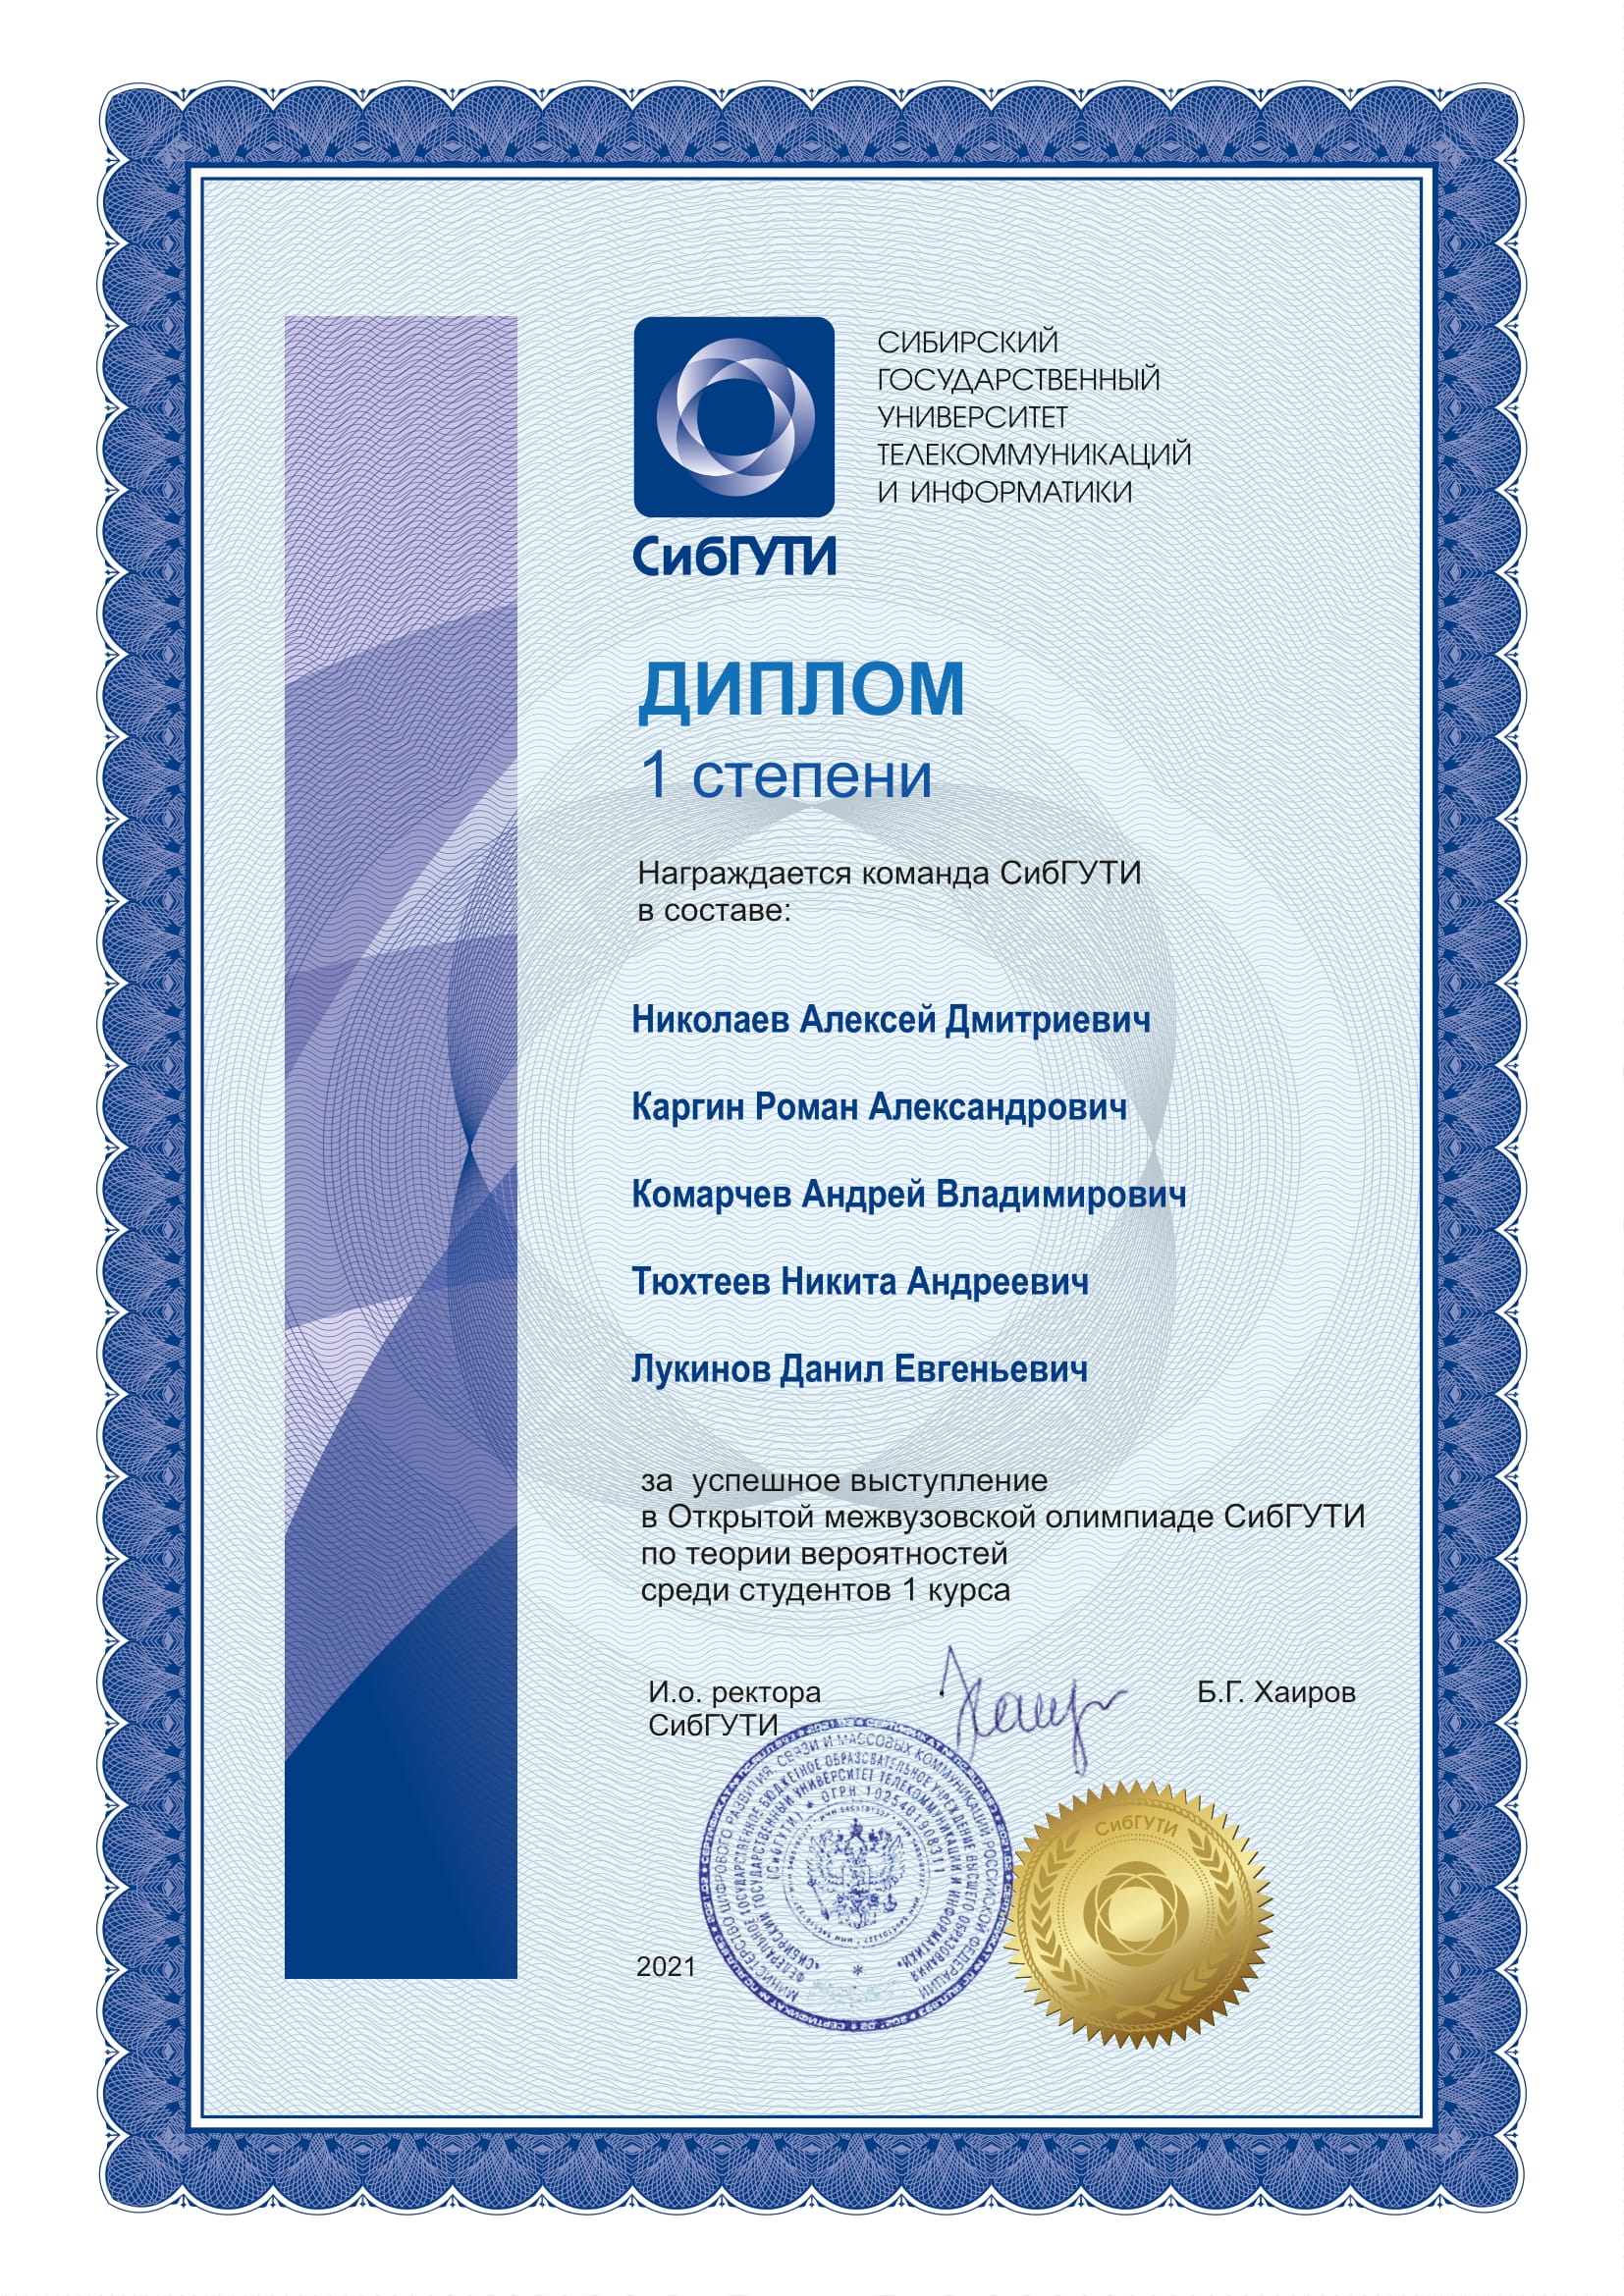 СИБИРСКИЙ
ГОСУДАРСТВЕННЫЙ
УНИВЕРСИТЕТ
ТЕЛЕКОММУНИКАЦИЙ
И ИНФОРМАТИКИ
СибГУТИ
ДИПЛОМ
1 степени
Награждается команда СибГУТИ
в составе:
Николаев Алексей Дмитриевич
Каргин Роман Александрович
Комарчев Андрей Владимирович
Тюхтеев Никита Андреевич
Лукинов Данил Евгеньевич
за успешное выступление
в Открытой межвузовской олимпиаде СибГУТИ
по теории вероятностей
среди студентов 1 курса
И.о. ректора
СибГУТИ
Б.Г. Хаиров
МИНИСТЕРСТВО ЦИФРОВОГО РАЗВИТИЯ, СВЯЗИ И МАССОВЫХ КОММУНИКАЦИЙ РОССИЙСКОЙ ФЕДЕРАЦИИ
ФЕДЕРАЛЬНОЕ ГОСУДАРСТВЕННОЕ БЮДЖЕТНОЕ ОБРАЗОВАТЕЛЬНОЕ УЧРЕЖДЕНИЕ ВЫСШЕГО ОБРАЗОВАНИЯ
"СИБИРСКИЙ ГОСУДАРСТВЕННЫЙ УНИВЕРСИТЕТ ТЕЛЕКОММУНИКАЦИЙ И ИНФОРМАТИКИ"
(СибГУТИ) * ОГРН 1025401908311
СибГУТИ
2021